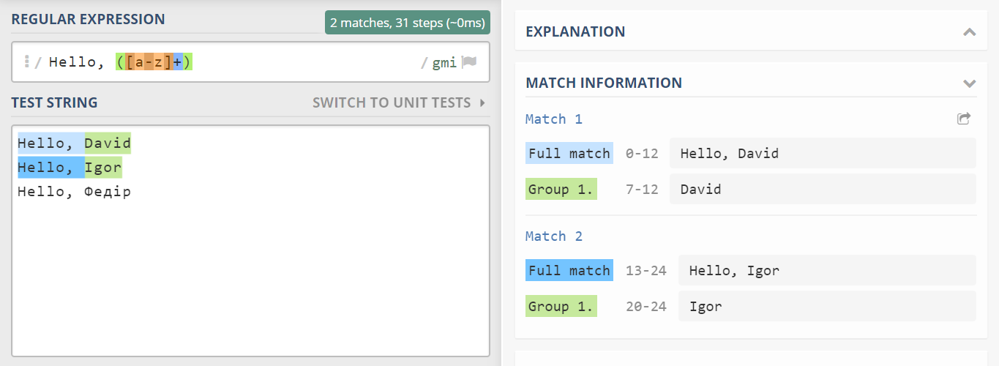 REGULAR EXPRESSION
2 matches, 31 steps (~0ms)
/ Hello, ([a-z]+) / gmi
TEST STRING
SWITCH TO UNIT TESTS
Hello, David
Hello, Igor
Hello, Федір
EXPLANATION
MATCH INFORMATION
Match 1
Full match 0-12 Hello, David
Group 1. 7-12 David
Match 2
Full match 13-24 Hello, Igor
Group 1. 20-24 Igor